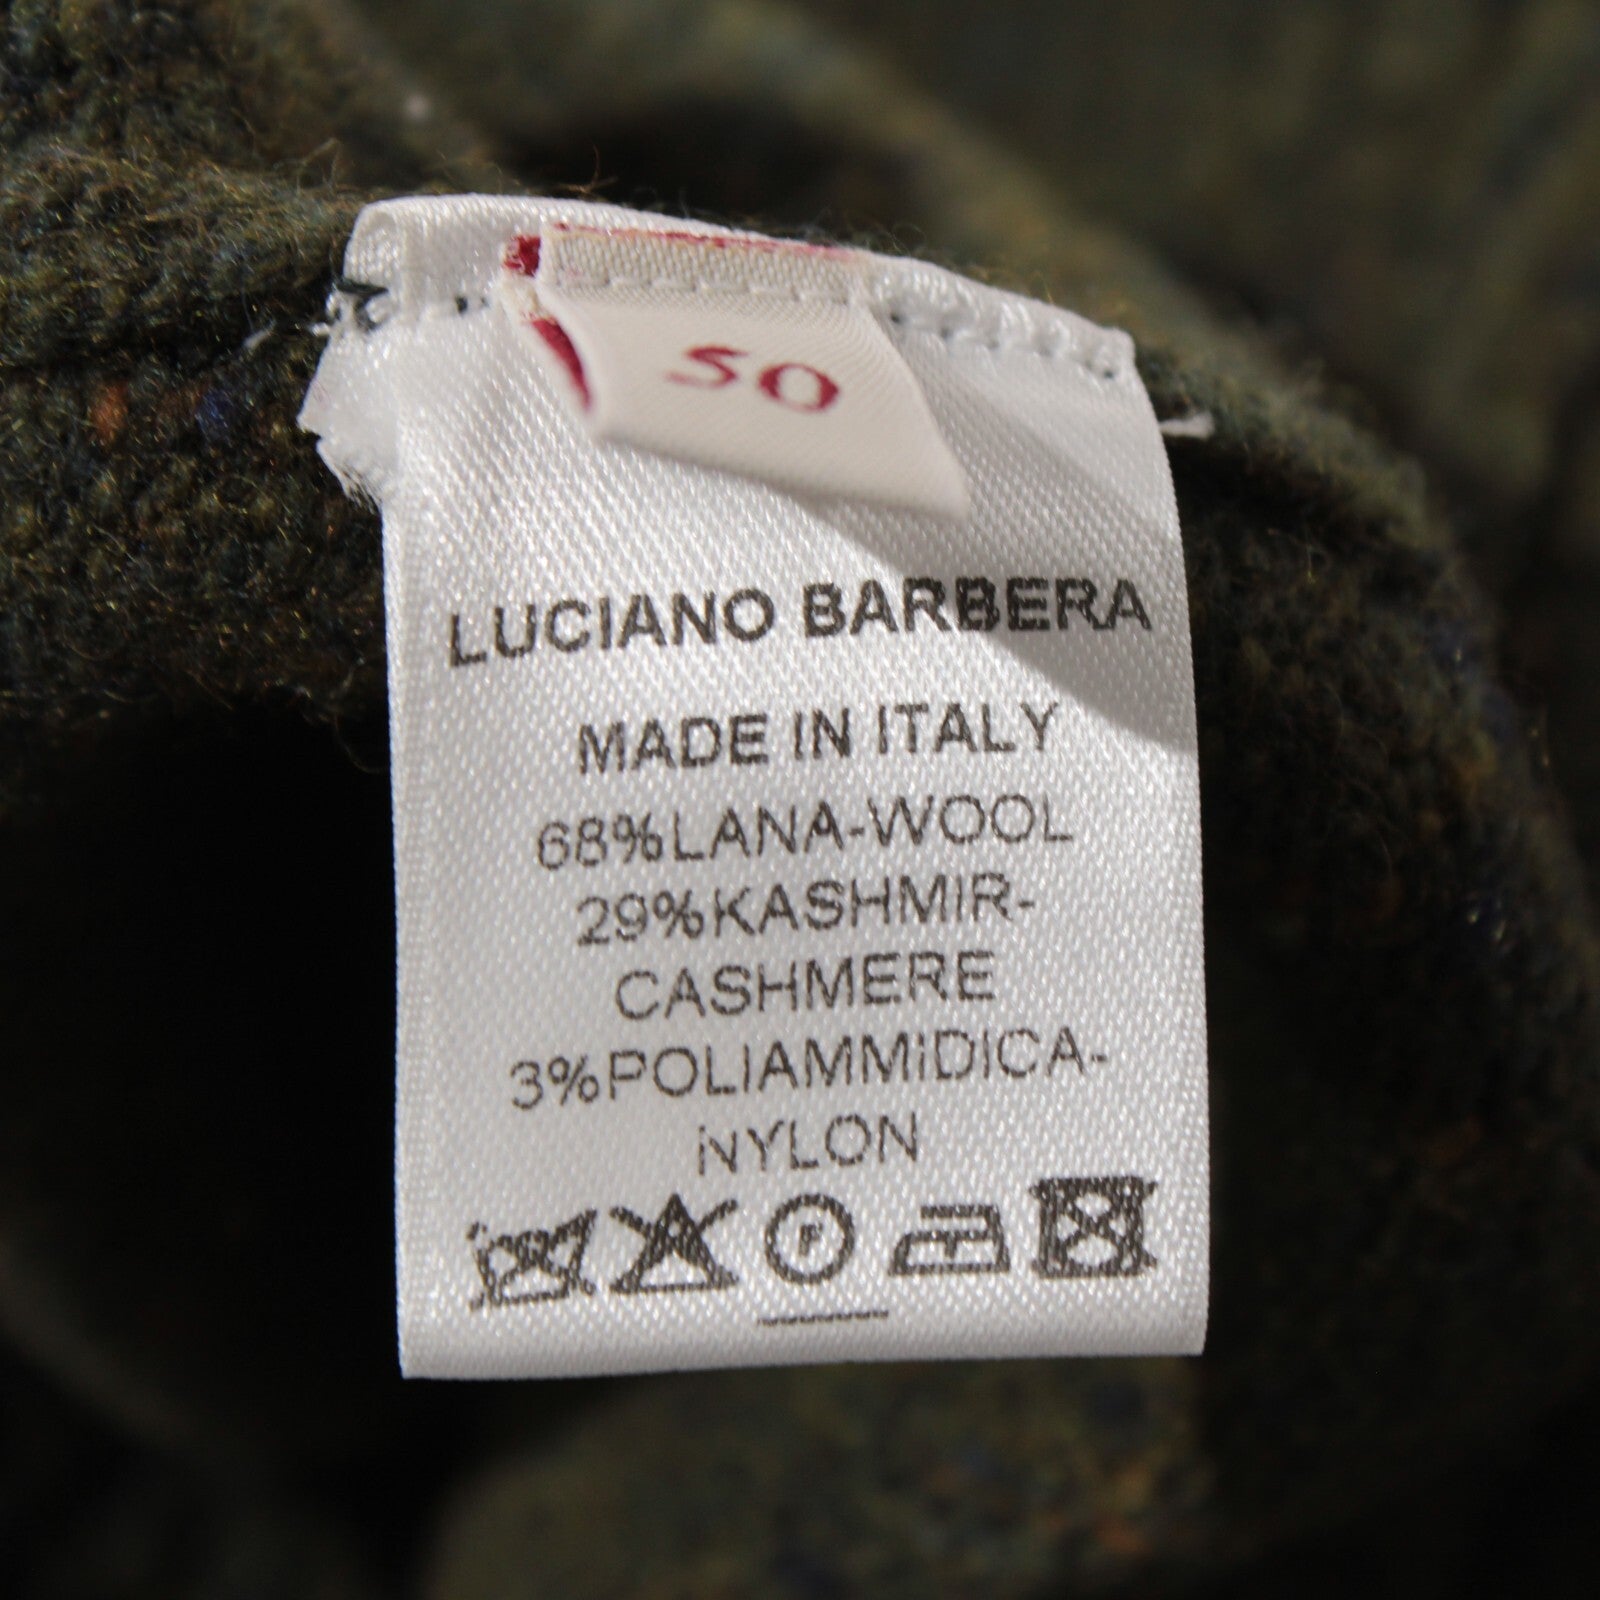 50
LUCIANO BARBERA
MADE IN ITALY
68%LANA-WOOL
29%KASHMIR-
CASHMERE
3%POLIAMMiDICA-
NYLON
P